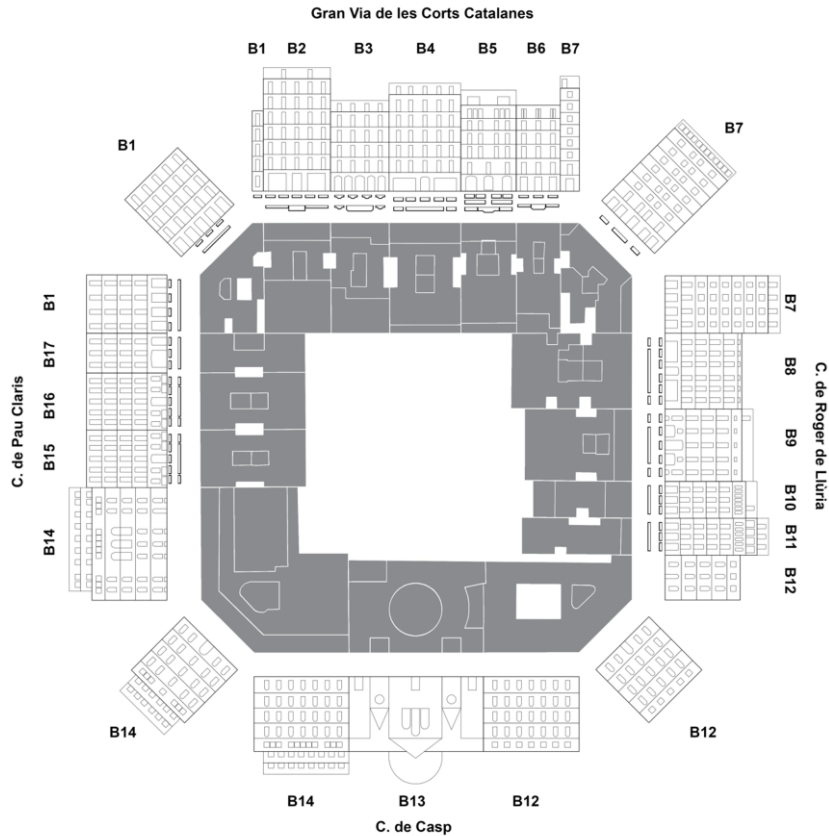 Gran Via de les Corts Catalanes
B1 B2 B3 B4 B5 B6 B7
B1
B7
B1
B17
B16
B15
B14
C. de Pau Claris
B7
B8
B9
B10
B11
B12
C. de Roger de Llùria
B14
B12
B14 B13 B12
C. de Casp